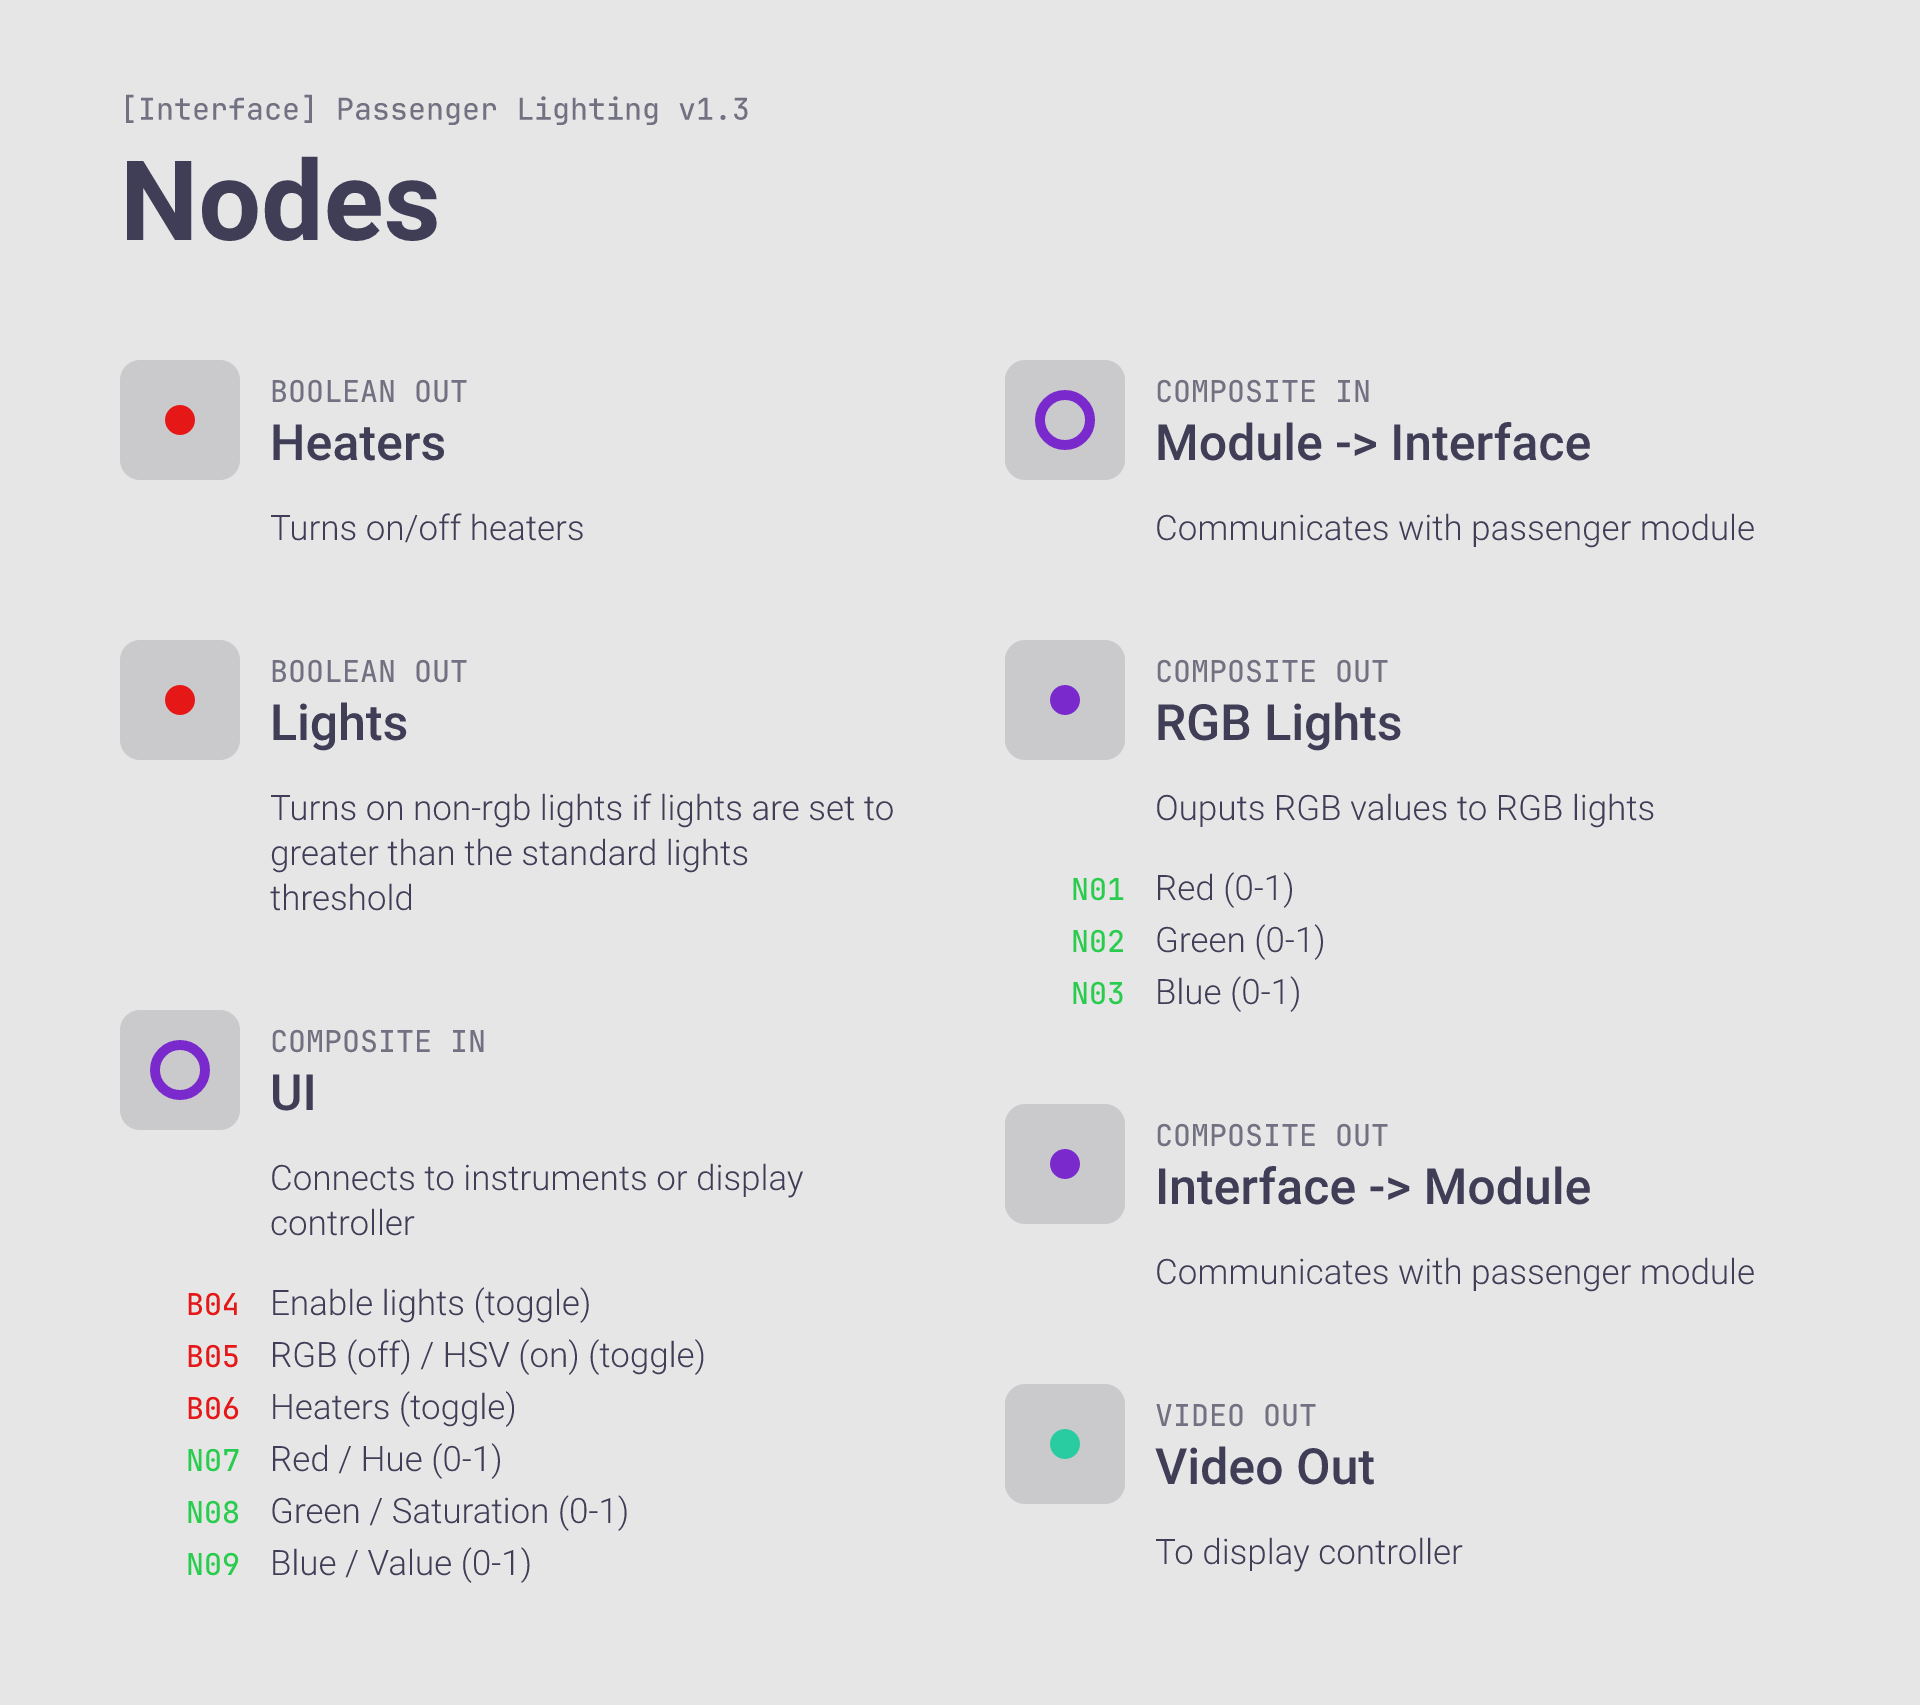 [Interface] Passenger Lighting v1.3
Nodes
BOOLEAN OUT
Heaters
Turns on/off heaters
BOOLEAN OUT
Lights
Turns on non-rgb lights if lights are set to
greater than the standard lights
threshold
COMPOSITE IN
UI
Connects to instruments or display
controller
B04 Enable lights (toggle)
B05 RGB (off) / HSV (on) (toggle)
B06 Heaters (toggle)
N07 Red / Hue (0-1)
N08 Green / Saturation (0-1)
N09 Blue / Value (0-1)
COMPOSITE IN
Module -> Interface
Communicates with passenger module
COMPOSITE OUT
RGB Lights
Ouputs RGB values to RGB lights
N01 Red (0-1)
N02 Green (0-1)
N03 Blue (0-1)
COMPOSITE OUT
Interface -> Module
Communicates with passenger module
VIDEO OUT
Video Out
To display controller